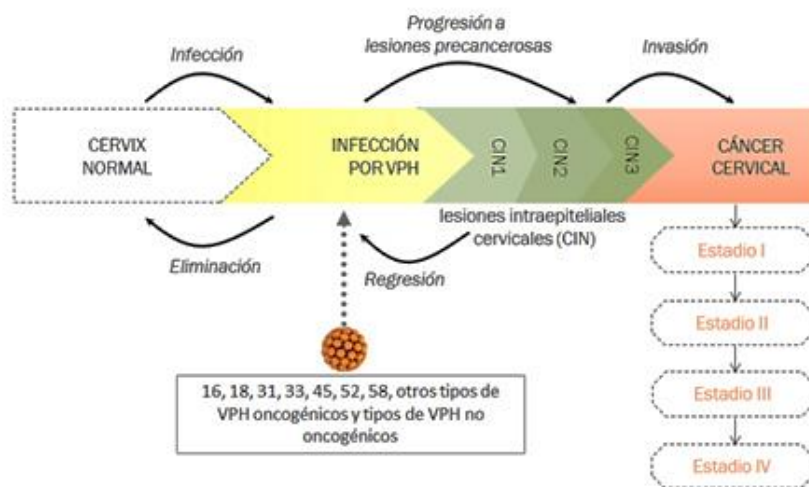 Infección
Progresión a
lesiones precancerosas
Invasión
CERVIX
NORMAL
INFECCIÓN
POR VPH
CIN1
CIN2
CIN3
CÁNCER
CERVICAL
Eliminación
Regresión
lesiones intraepiteliales
cervicales (CIN)
Estadio I
Estadio II
Estadio III
Estadio IV
16, 18, 31, 33, 45, 52, 58, otros tipos de
VPH oncogénicos y tipos de VPH no
oncogénicos